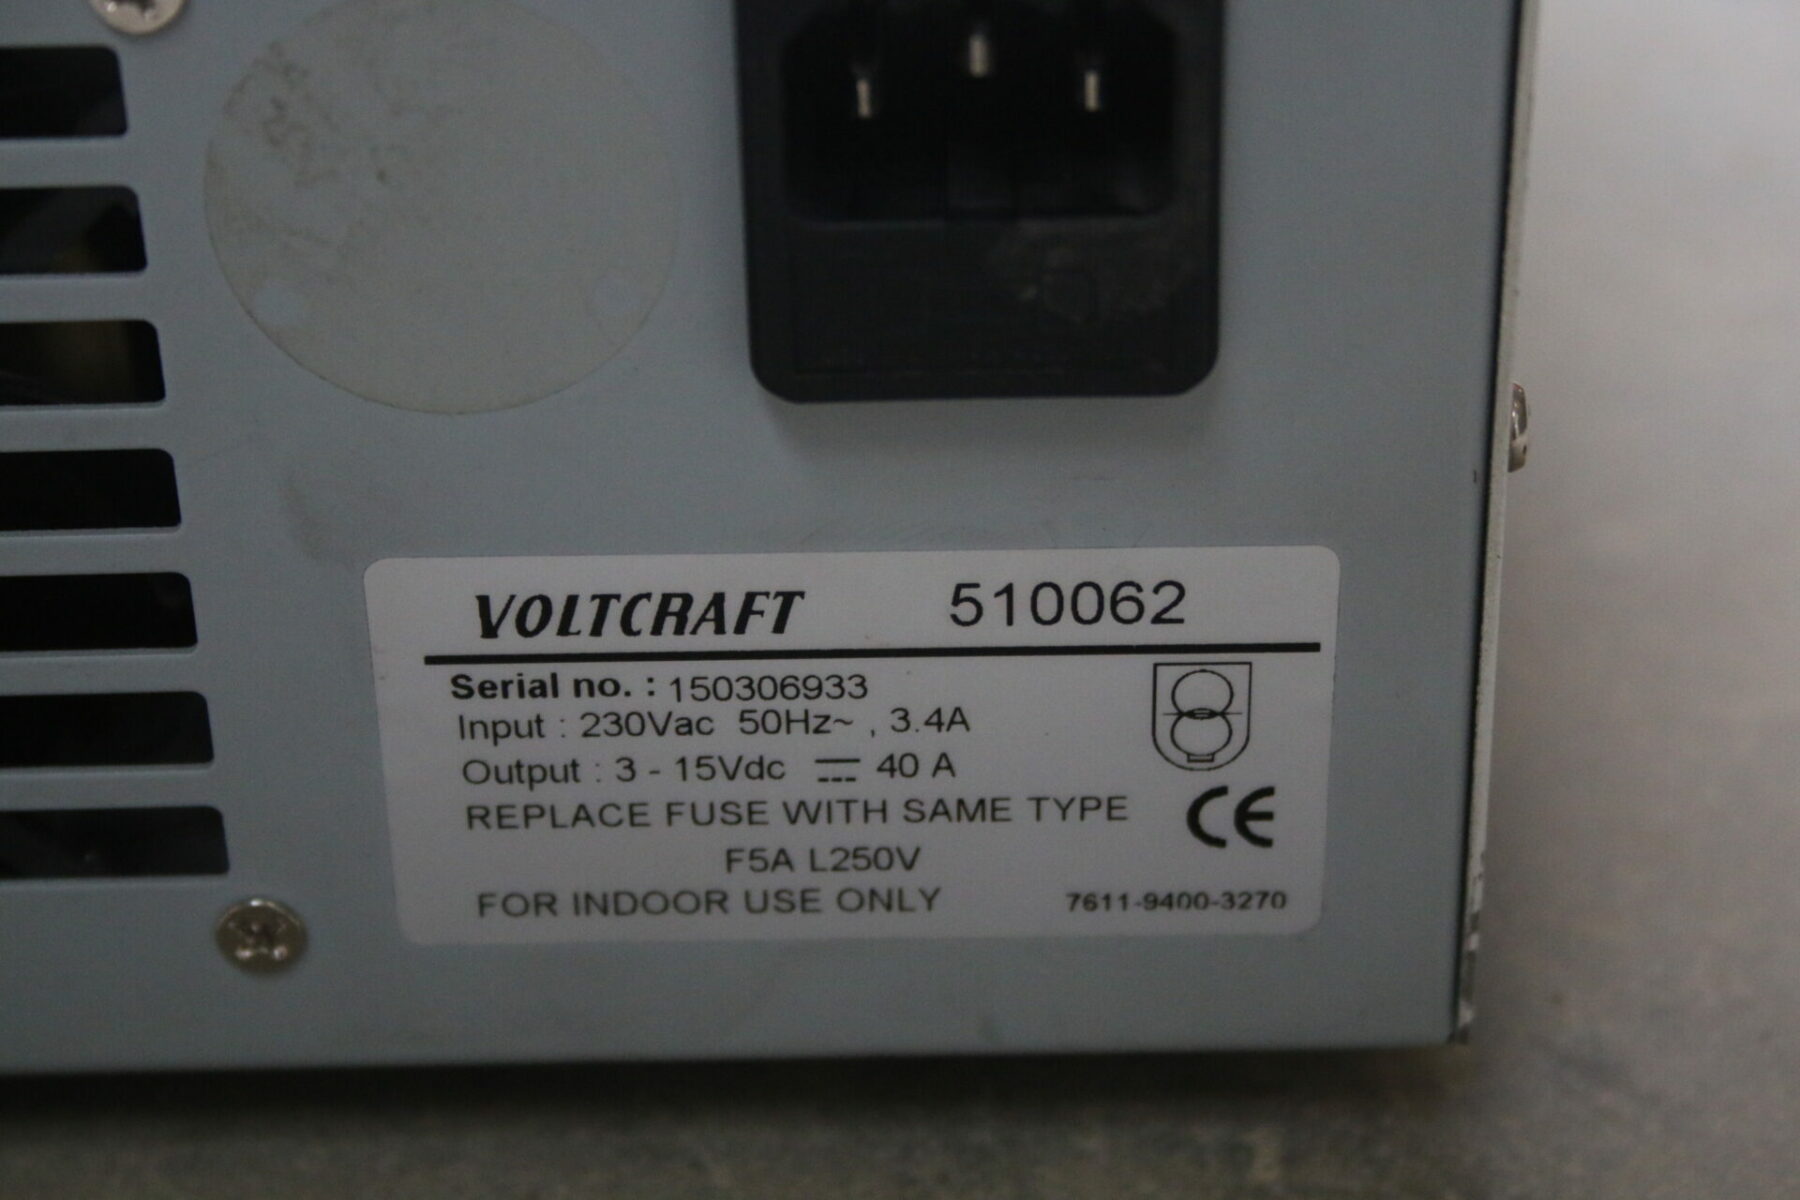 VOLTCRAFT 510062
Serial no. : 150306933
Input : 230Vac 50Hz~ , 3.4A
Output : 3 - 15Vdc ⎓ 40 A
REPLACE FUSE WITH SAME TYPE
F5A L250V
FOR INDOOR USE ONLY 7611-9400-3270
CE